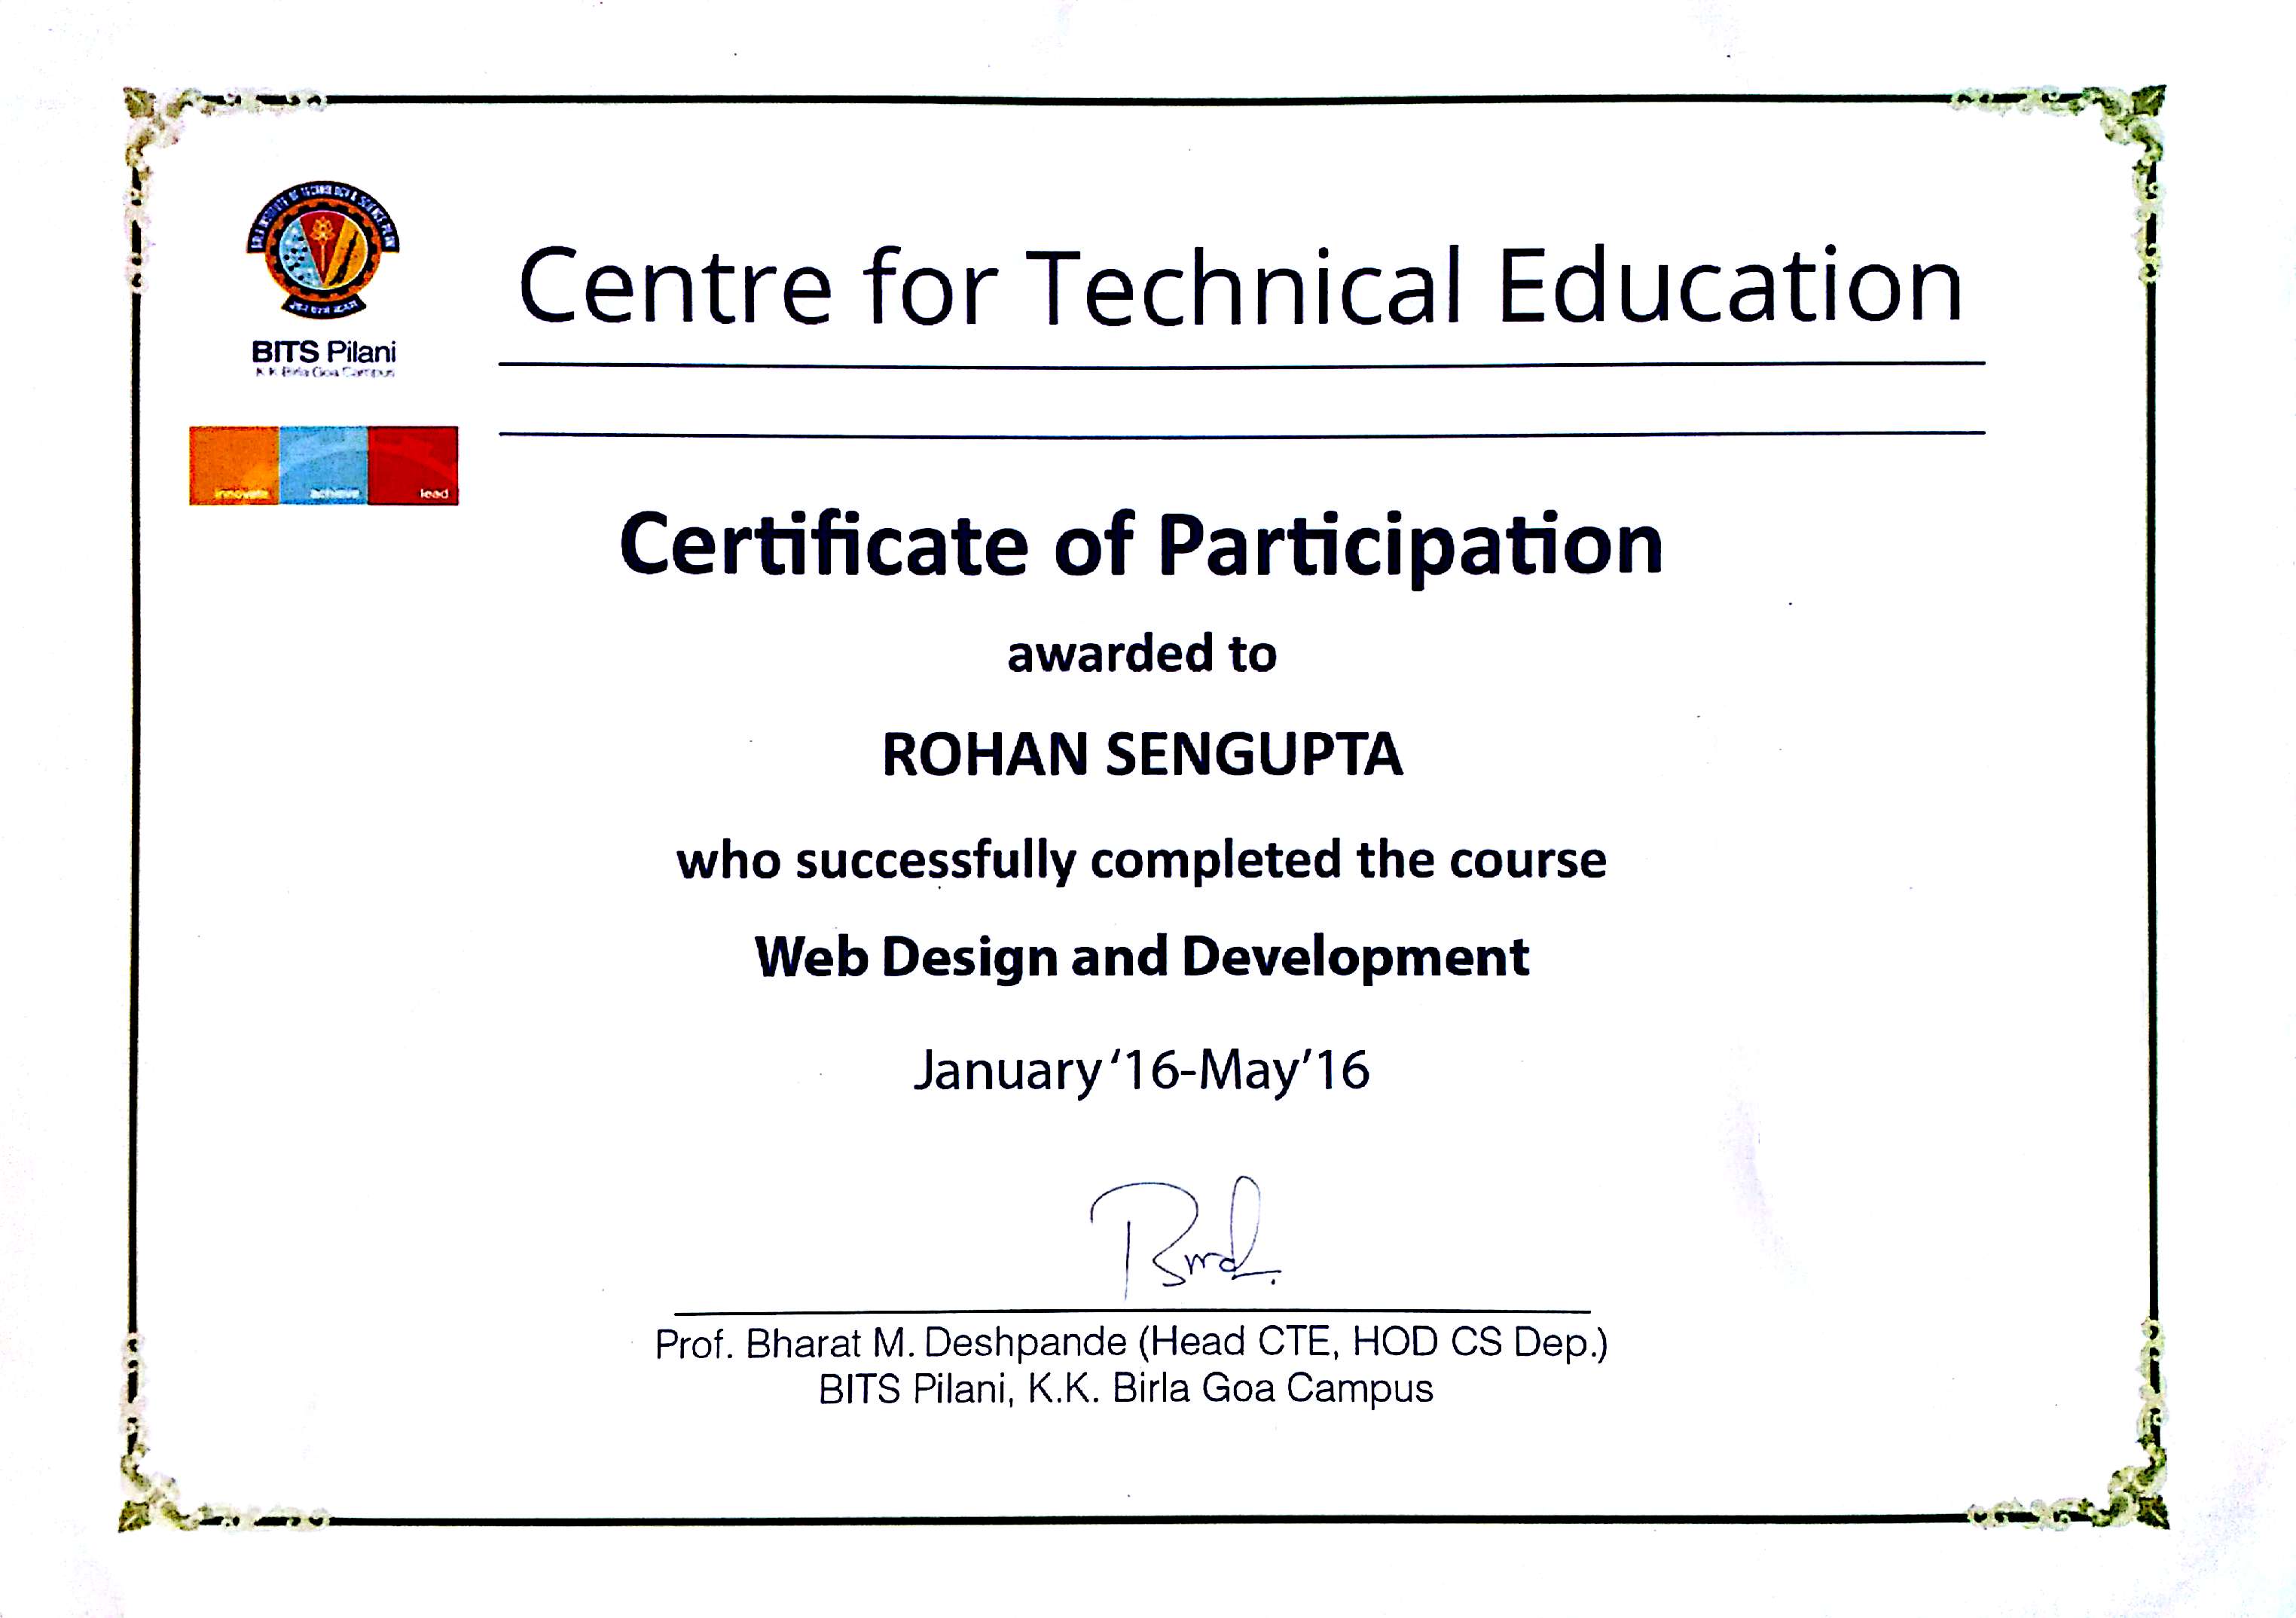 BITS Pilani
K K Birla Goa Campus
innovate achieve lead
Centre for Technical Education
Certificate of Participation
awarded to
ROHAN SENGUPTA
who successfully completed the course
Web Design and Development
January ‘16-May’16
Prof. Bharat M. Deshpande (Head CTE, HOD CS Dep.)
BITS Pilani, K.K. Birla Goa Campus